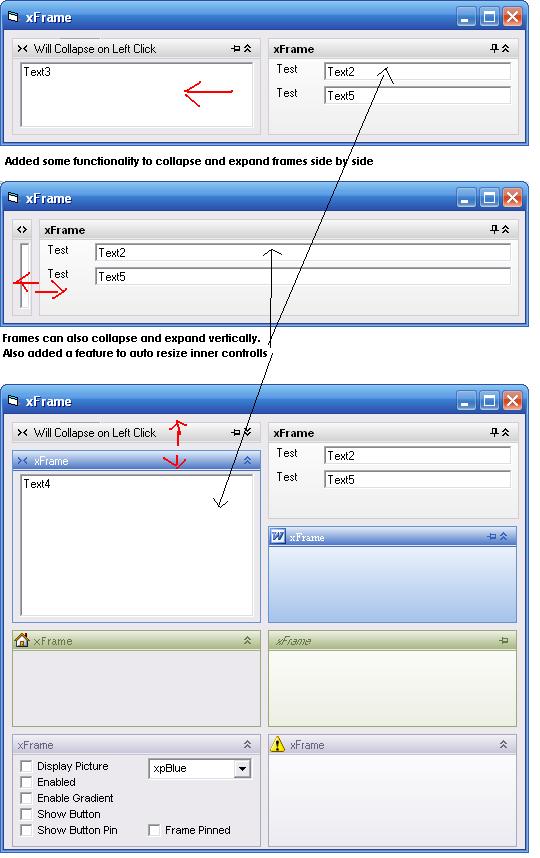 xFrame
Will Collapse on Left Click
xFrame
Text3
Test
Text2
Test
Text5
Added some functionality to collapse and expand frames side by side
xFrame
xFrame
Test
Text2
Test
Text5
Frames can also collapse and expand vertically.
Also added a feature to auto resize inner controlls
xFrame
Will Collapse on Left Click
xFrame
xFrame
Test
Text2
Text4
Test
Text5
W xFrame
xFrame
xFrame
xFrame
xFrame
Display Picture
xpBlue
Enabled
Enable Gradient
Show Button
Show Button Pin
Frame Pinned